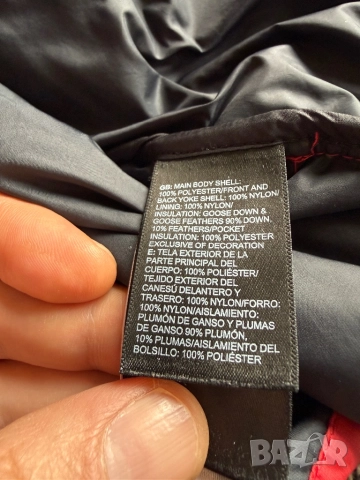 GB: MAIN BODY SHELL:
100% POLYESTER/FRONT AND
BACK YOKE SHELL: 100% NYLON/
LINING: 100% NYLON/
INSULATION: GOOSE DOWN &
GOOSE FEATHERS 90% DOWN,
10% FEATHERS/POCKET
INSULATION: 100% POLYESTER
EXCLUSIVE OF DECORATION
E: TELA EXTERIOR DE LA
PARTE PRINCIPAL DEL
CUERPO: 100% POLIÉSTER/
TEJIDO EXTERIOR DEL
CANESÚ DELANTERO Y
TRASERO: 100% NYLON/FORRO:
100% NYLON/AISLAMIENTO:
PLUMÓN DE GANSO Y PLUMAS
DE GANSO 90% PLUMÓN,
10% PLUMAS/AISLAMIENTO DEL
BOLSILLO: 100% POLIÉSTER
BAZAR